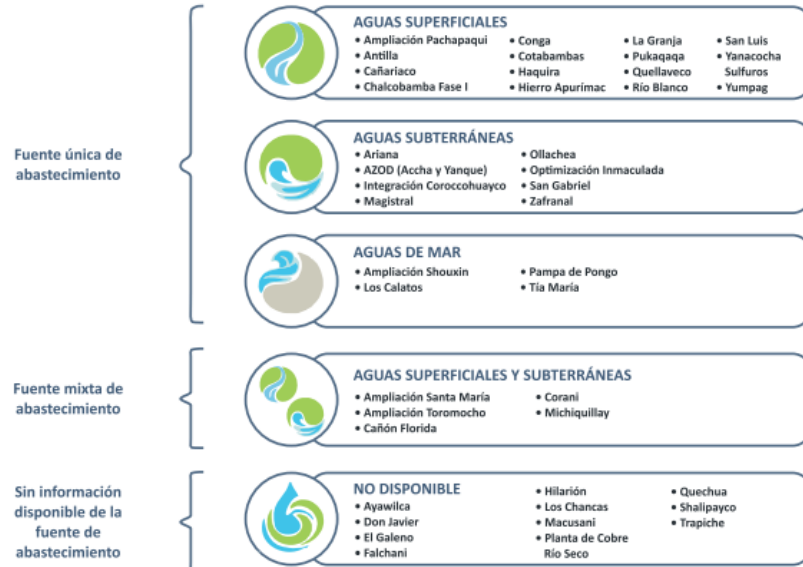 Fuente única de
abastecimiento
AGUAS SUPERFICIALES
• Ampliación Pachapaqui
• Antilla
• Cañariaco
• Chalcobamba Fase I
• Conga
• Cotabambas
• Haquira
• Hierro Apurímac
• La Granja
• Pukaqaqa
• Quellaveco
• Río Blanco
• San Luis
• Yanacocha
Sulfuros
• Yumpag
AGUAS SUBTERRÁNEAS
• Ariana
• AZOD (Accha y Yanque)
• Integración Coroccohuayco
• Magistral
• Ollachea
• Optimización Inmaculada
• San Gabriel
• Zafranal
AGUAS DE MAR
• Ampliación Shouxin
• Los Calatos
• Pampa de Pongo
• Tía María
Fuente mixta de
abastecimiento
AGUAS SUPERFICIALES Y SUBTERRÁNEAS
• Ampliación Santa María
• Ampliación Toromocho
• Cañón Florida
• Corani
• Michiquillay
Sin información
disponible de la
fuente de
abastecimiento
NO DISPONIBLE
• Ayawilca
• Don Javier
• El Galeno
• Falchani
• Hilarión
• Los Chancas
• Macusani
• Planta de Cobre
Río Seco
• Quechua
• Shalipayco
• Trapiche